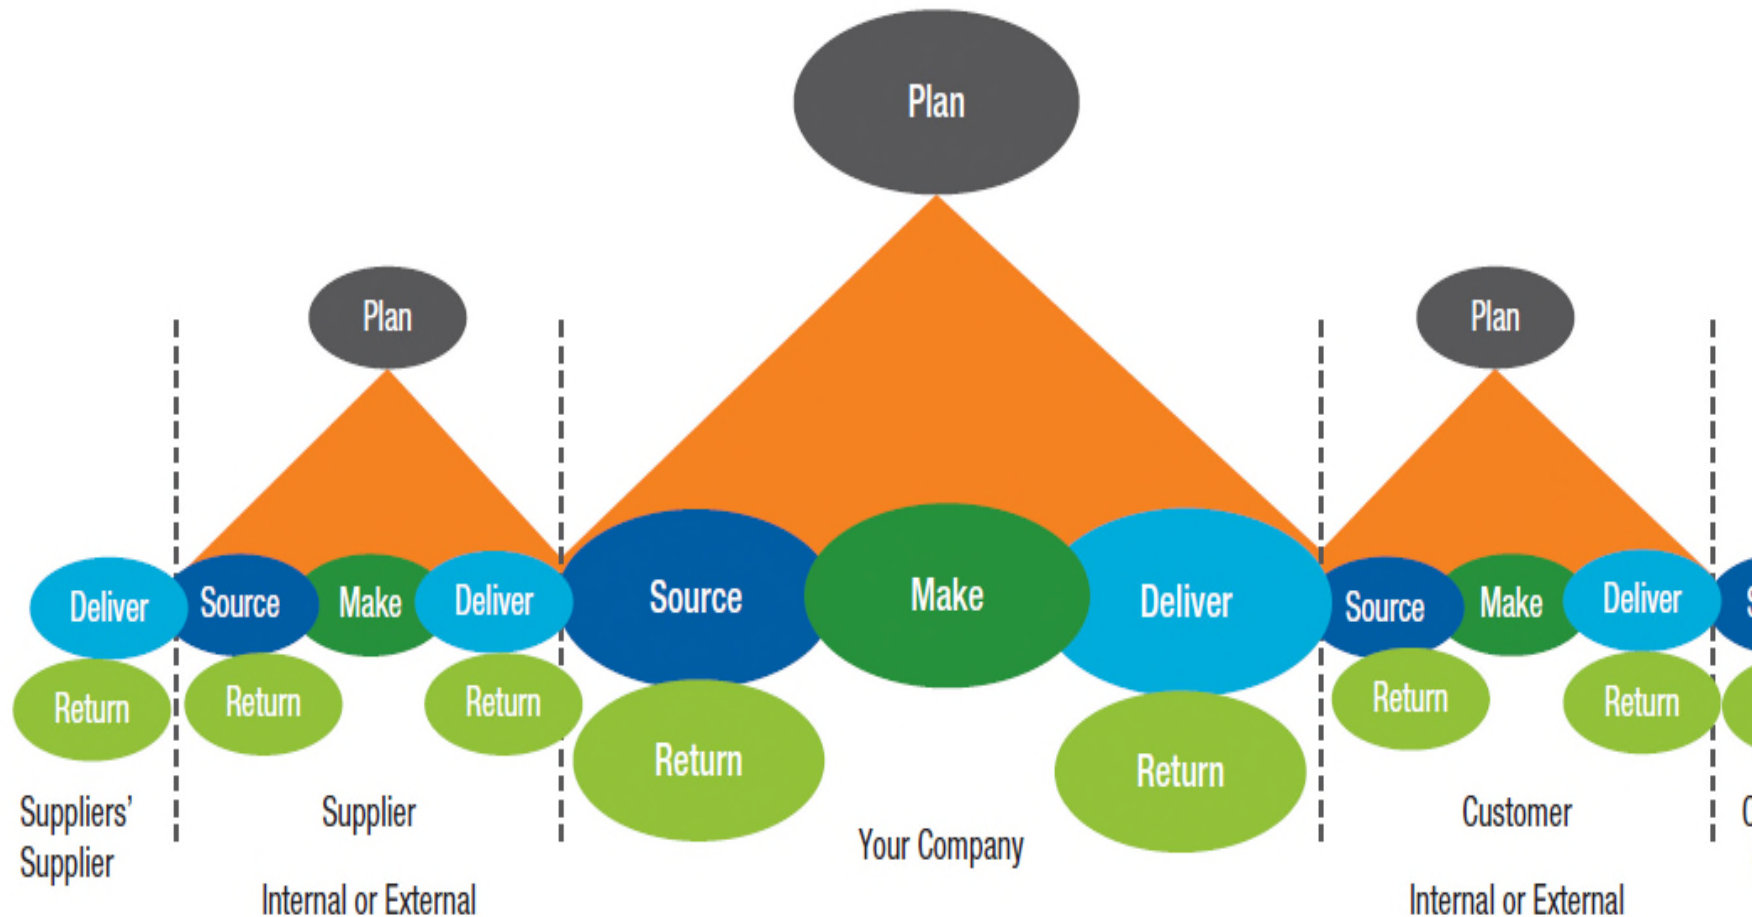 Plan
Plan
Plan
Deliver
Source
Make
Deliver
Source
Make
Deliver
Source
Make
Deliver
Return
Return
Return
Return
Return
Return
Return
Suppliers’
Supplier
Supplier
Your Company
Customer
Internal or External
Internal or External